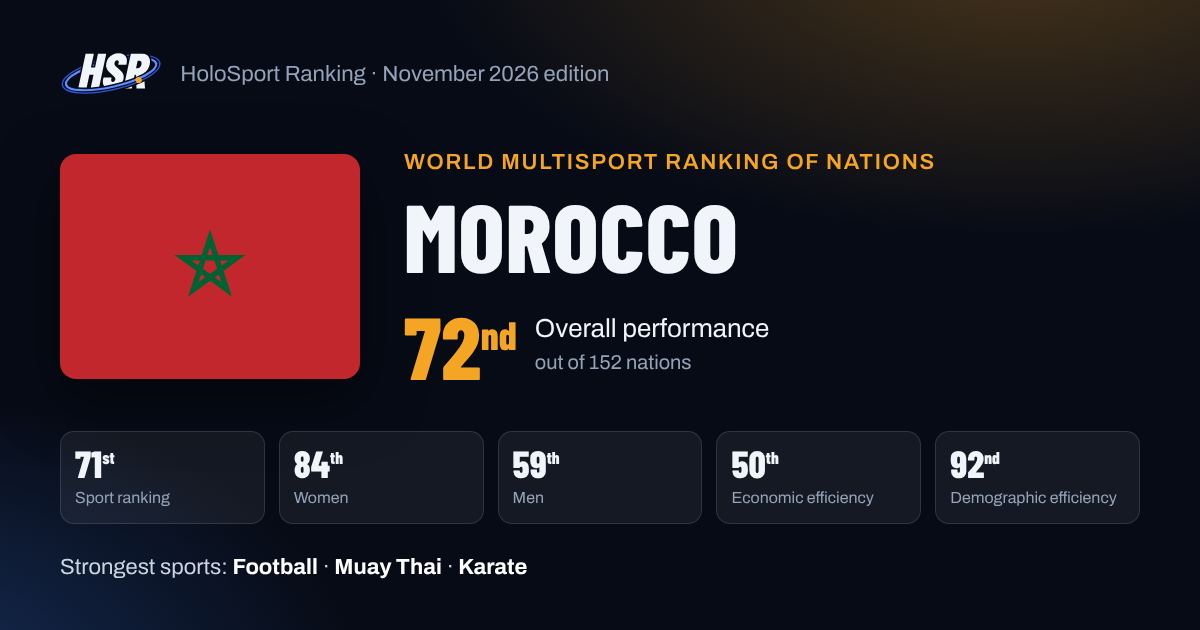 HSR
HoloSport Ranking · November 2026 edition
WORLD MULTISPORT RANKING OF NATIONS
MOROCCO
72nd
Overall performance
out of 152 nations
71st
Sport ranking
84th
Women
59th
Men
50th
Economic efficiency
92nd
Demographic efficiency
Strongest sports: Football · Muay Thai · Karate